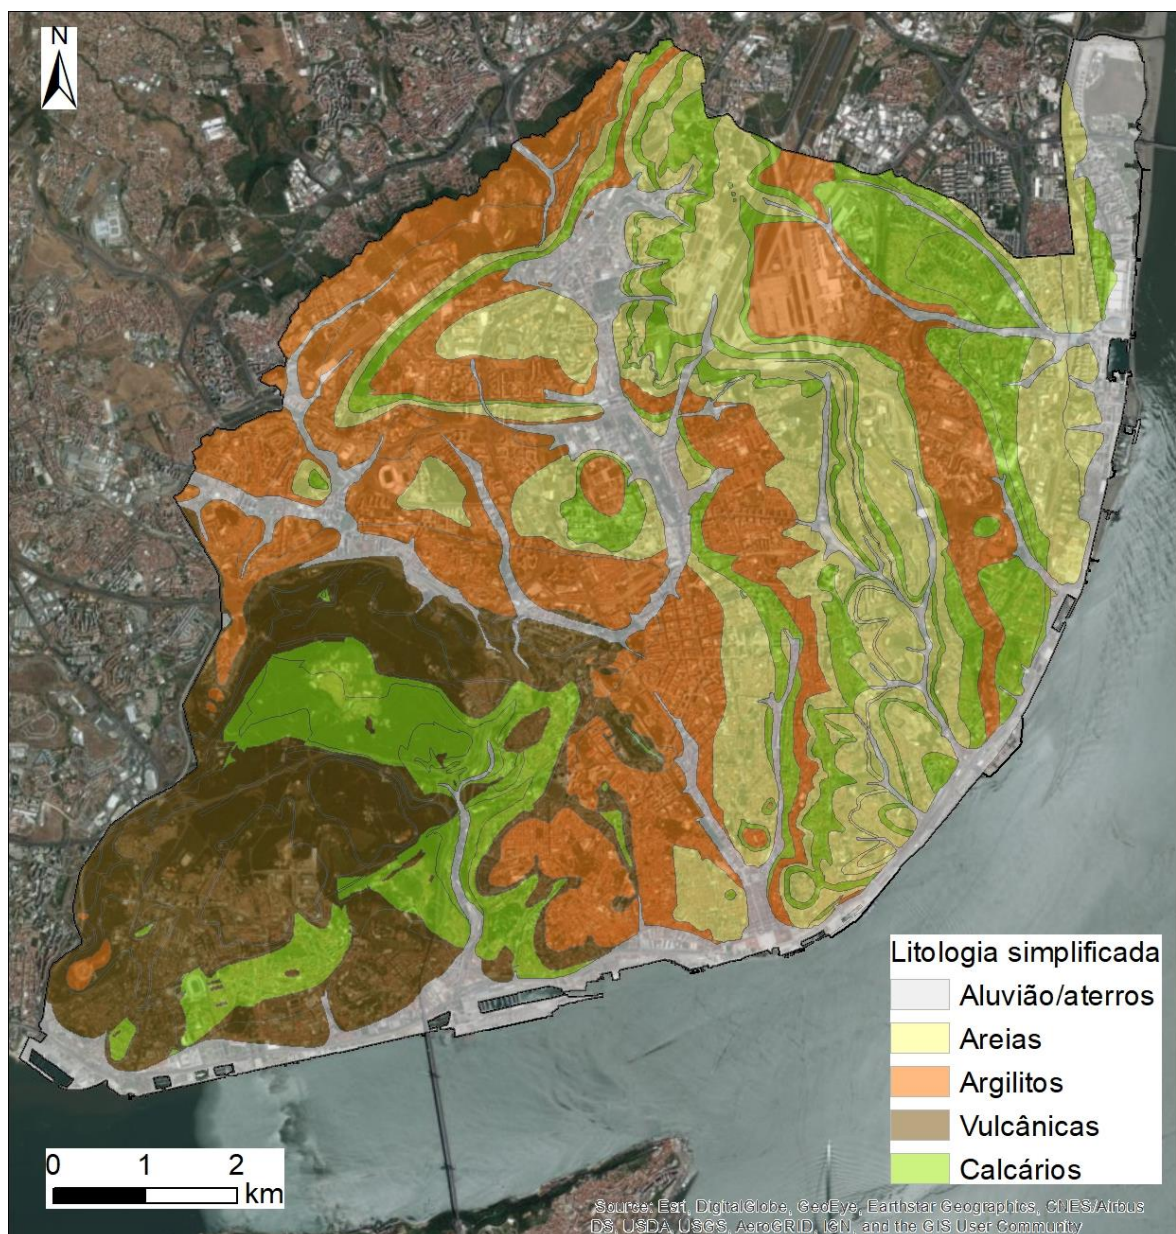 N
Litologia simplificada
Aluvião/aterros
Areias
Argilitos
Vulcânicas
Calcários
0 1 2
km
Source: Esri, DigitalGlobe, GeoEye, Earthstar Geographics, CNES/Airbus
DS, USDA, USGS, AeroGRID, IGN, and the GIS User Community